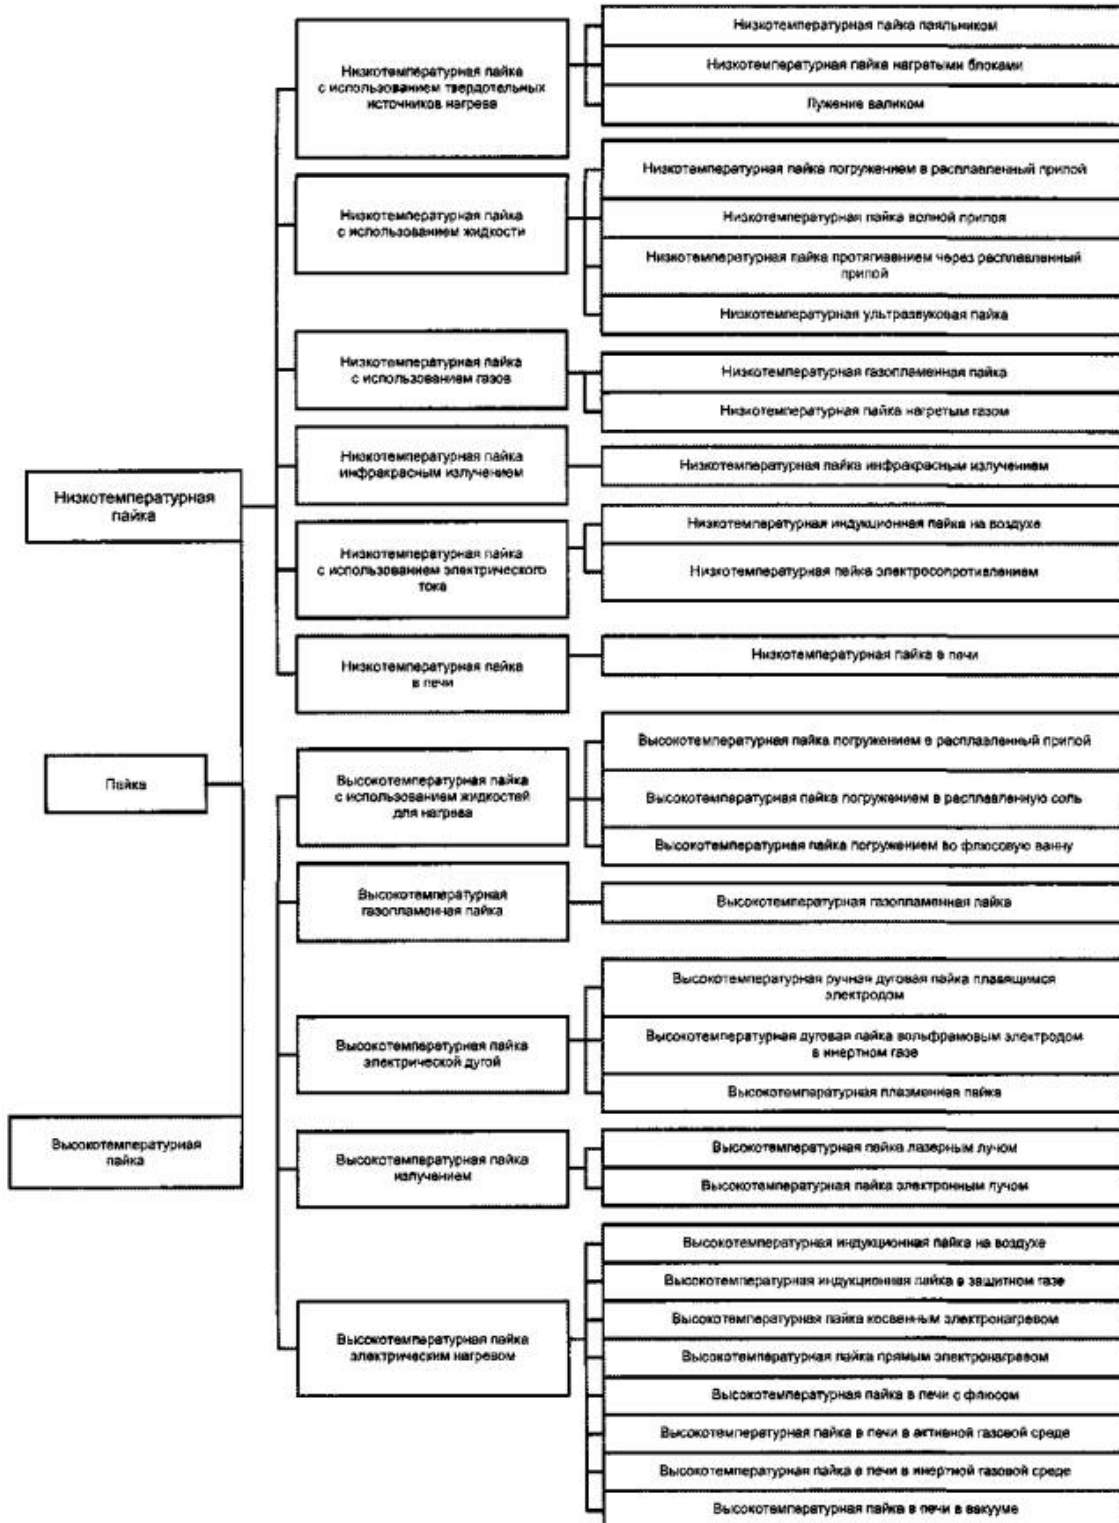 Низкотемпературная пайка паяльником
Низкотемпературная пайка
с использованием твердотельных
источников нагрева
Низкотемпературная пайка нагретыми блоками
Лужение валиком
Низкотемпературная пайка погружением в расплавленный припой
Низкотемпературная пайка
с использованием жидкости
Низкотемпературная пайка волной припоя
Низкотемпературная пайка протягиванием через расплавленный
припой
Низкотемпературная ультразвуковая пайка
Низкотемпературная пайка
с использованием газов
Низкотемпературная газопламенная пайка
Низкотемпературная пайка нагретым газом
Низкотемпературная пайка
инфракрасным излучением
Низкотемпературная пайка инфракрасным излучением
Низкотемпературная
пайка
Низкотемпературная пайка
с использованием электрического
тока
Низкотемпературная индукционная пайка на воздухе
Низкотемпературная пайка электросопротивлением
Низкотемпературная пайка
в печи
Низкотемпературная пайка в печи
Пайка
Высокотемпературная пайка
с использованием жидкостей
для нагрева
Высокотемпературная пайка погружением в расплавленный припой
Высокотемпературная пайка погружением в расплавленную соль
Высокотемпературная пайка погружением во флюсовую ванну
Высокотемпературная
газопламенная пайка
Высокотемпературная газопламенная пайка
Высокотемпературная пайка
электрической дугой
Высокотемпературная ручная дуговая пайка плавящимся
электродом
Высокотемпературная дуговая пайка вольфрамовым электродом
в инертном газе
Высокотемпературная плазменная пайка
Высокотемпературная
пайка
Высокотемпературная пайка
излучением
Высокотемпературная пайка лазерным лучом
Высокотемпературная пайка электронным лучом
Высокотемпературная пайка
электрическим нагревом
Высокотемпературная индукционная пайка на воздухе
Высокотемпературная индукционная пайка в защитном газе
Высокотемпературная пайка косвенным электронагревом
Высокотемпературная пайка прямым электронагревом
Высокотемпературная пайка в печи с флюсом
Высокотемпературная пайка в печи в активной газовой среде
Высокотемпературная пайка в печи в инертной газовой среде
Высокотемпературная пайка в печи в вакууме